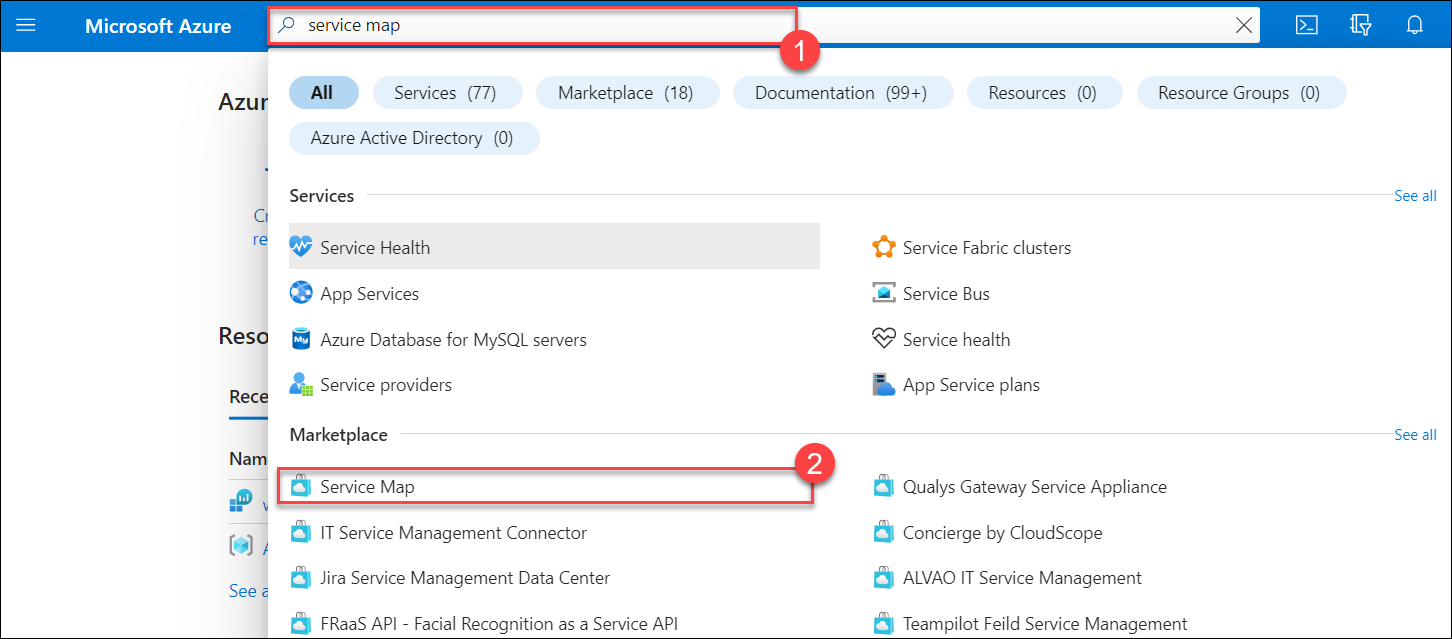 Microsoft Azure
service map
1
All
Services (77)
Marketplace (18)
Documentation (99+)
Resources (0)
Resource Groups (0)
Azure Active Directory (0)
Azur
Cr
re
Reso
Rece
Nam
See a
Services
See all
Service Health
Service Fabric clusters
App Services
Service Bus
My
Azure Database for MySQL servers
Service health
Service providers
App Service plans
Marketplace
See all
2
Service Map
Qualys Gateway Service Appliance
IT Service Management Connector
Concierge by CloudScope
Jira Service Management Data Center
ALVAO IT Service Management
FRaaS API - Facial Recognition as a Service API
Teampilot Feild Service Management